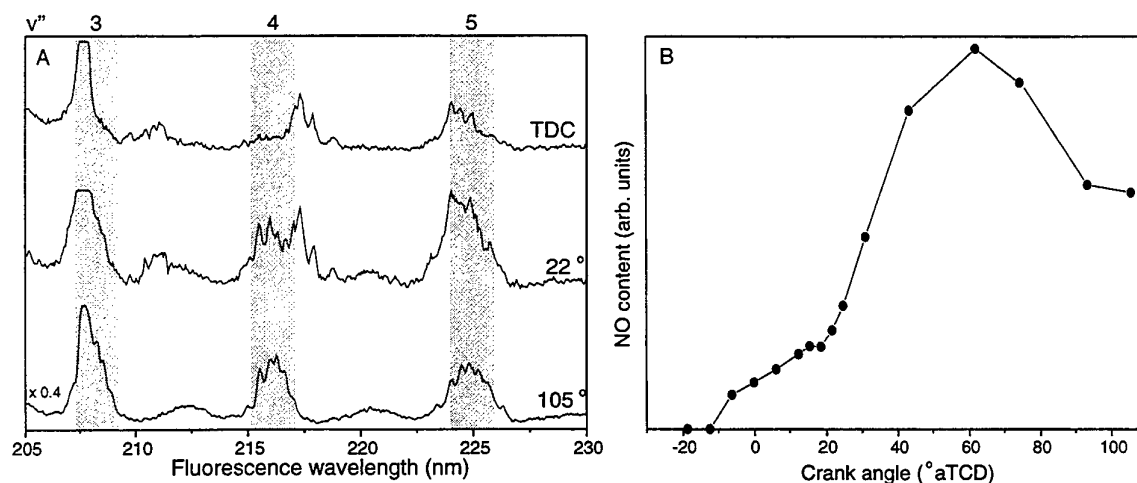 v" 3 4 5
A
TDC
22°
x 0.4
105°
205 210 215 220 225 230
Fluorescence wavelength (nm)
B
NO content (arb. units)
-20 0 20 40 60 80 100
Crank angle (°aTCD)